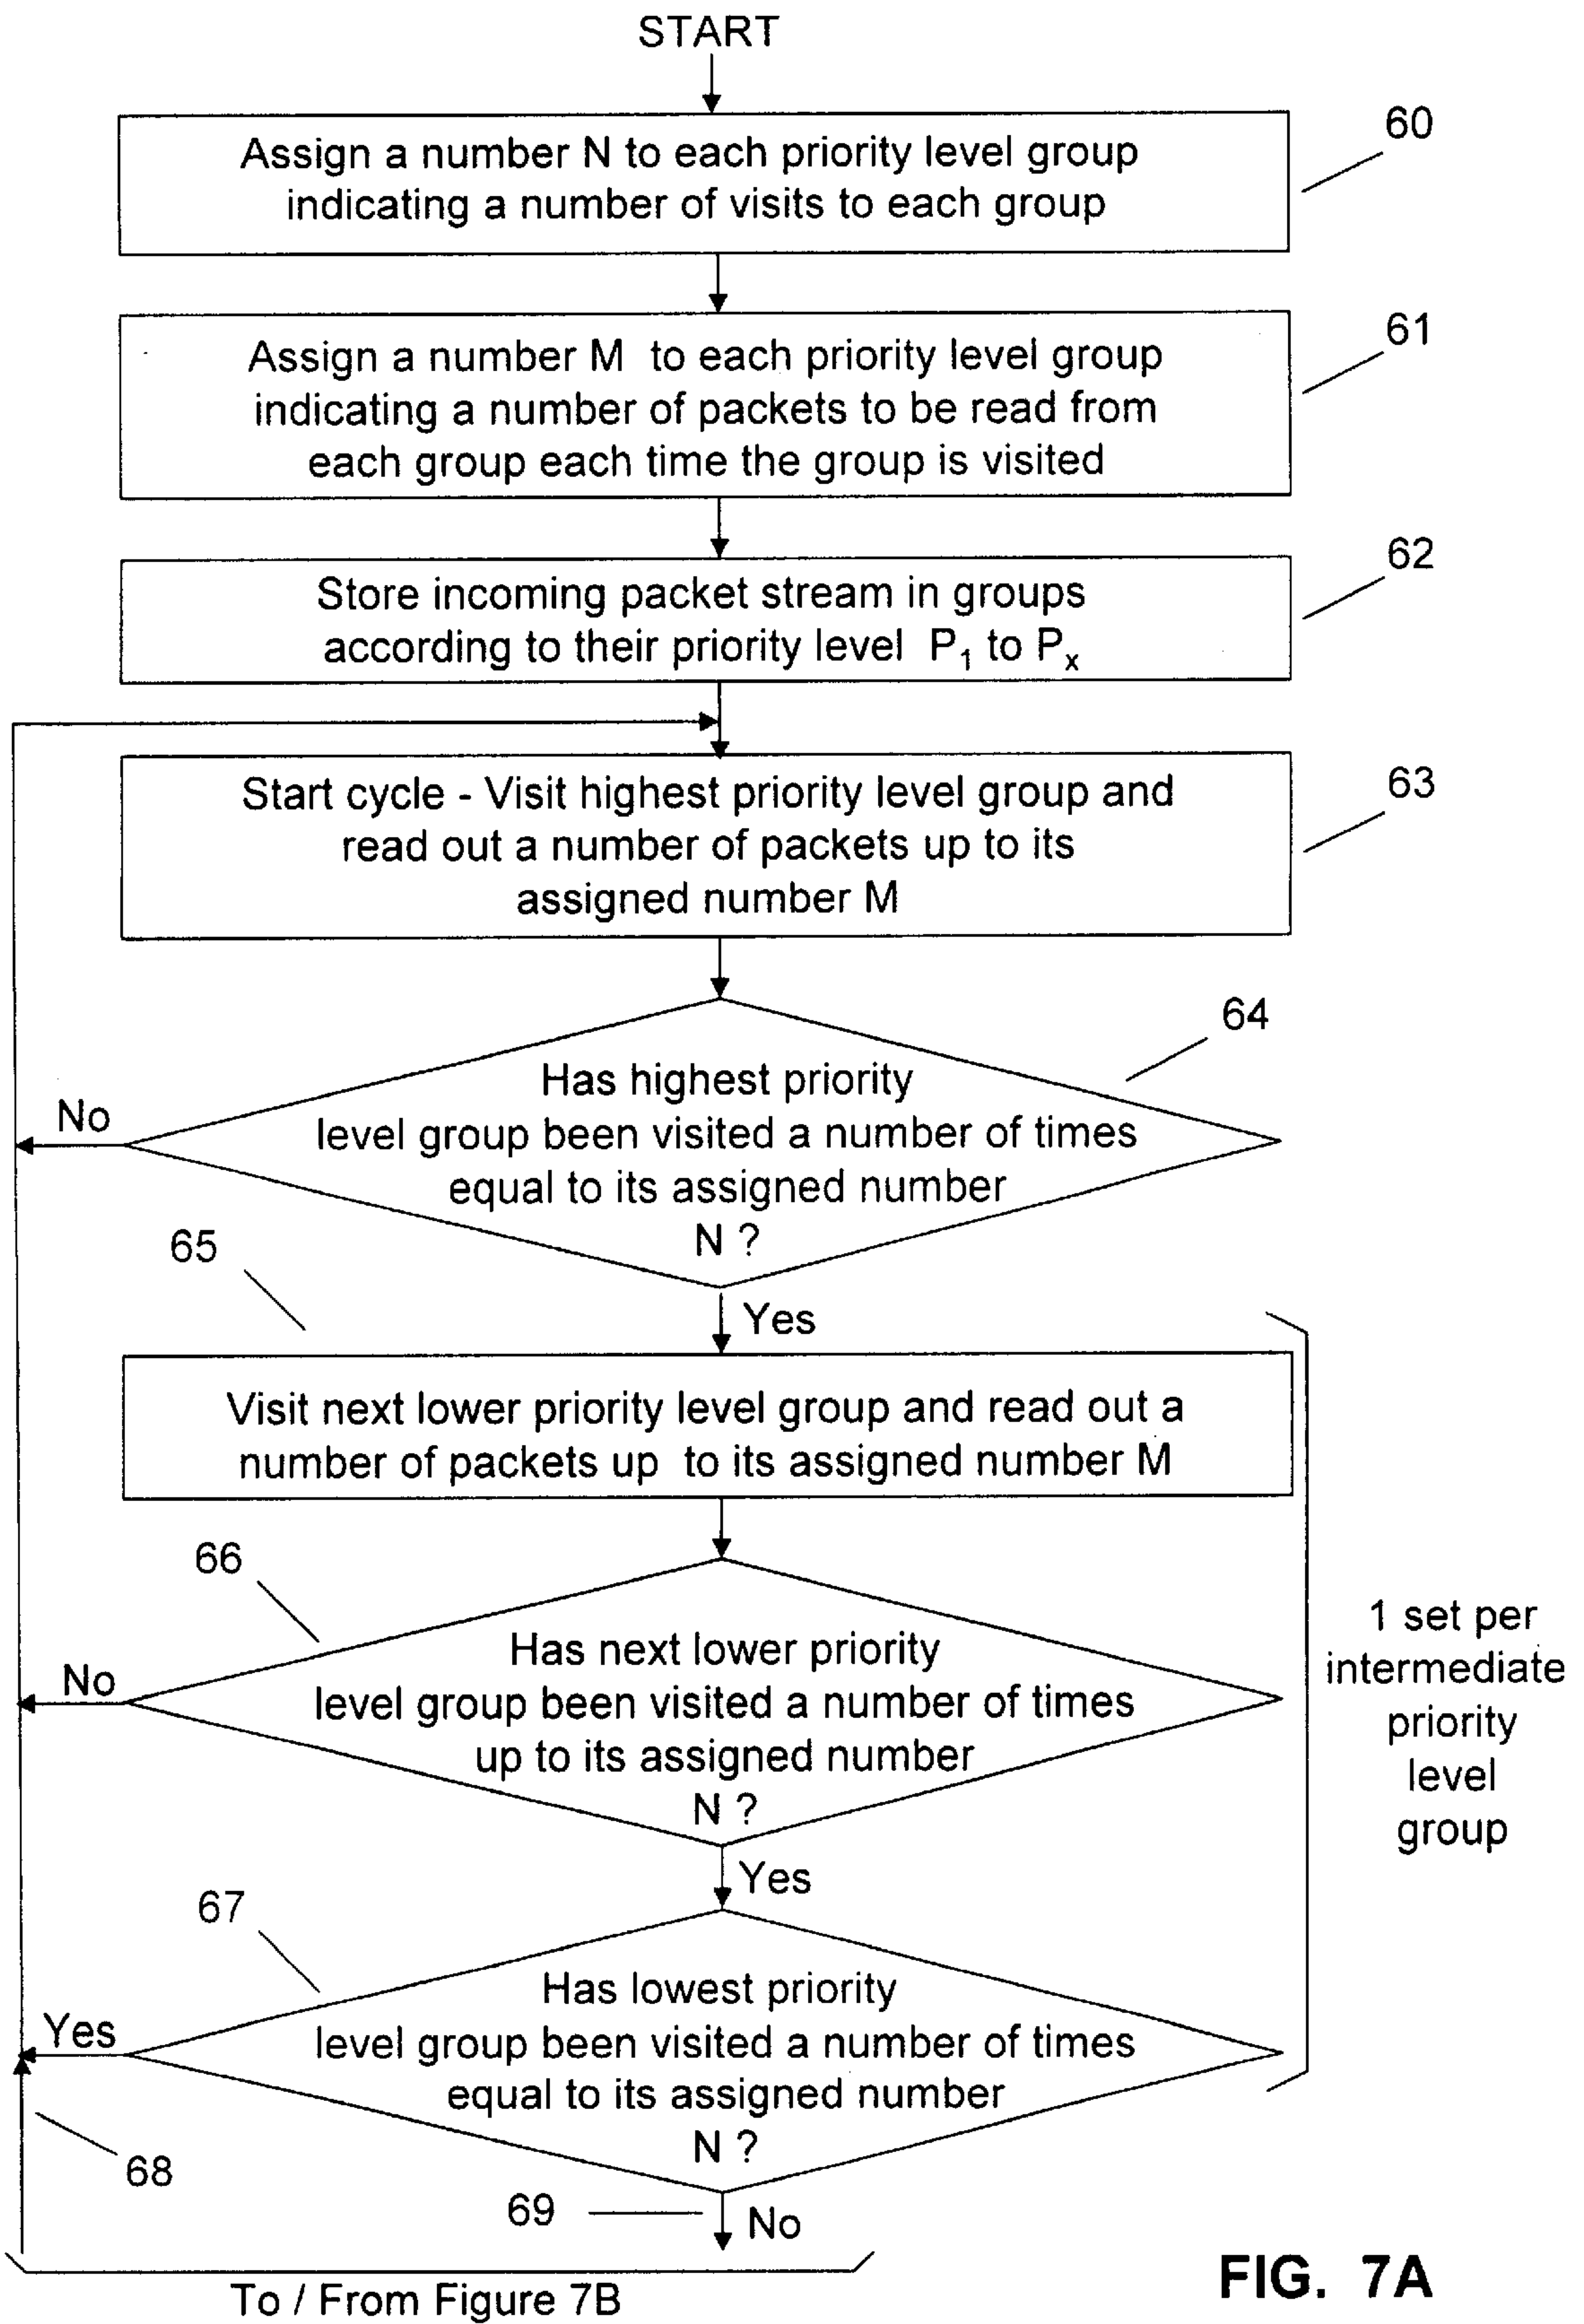 START
60
Assign a number N to each priority level group
indicating a number of visits to each group
61
Assign a number M to each priority level group
indicating a number of packets to be read from
each group each time the group is visited
62
Store incoming packet stream in groups
according to their priority level P₁ to Pₓ
63
Start cycle - Visit highest priority level group and
read out a number of packets up to its
assigned number M
64
Has highest priority
level group been visited a number of times
equal to its assigned number
N ?
No
65
Yes
Visit next lower priority level group and read out a
number of packets up to its assigned number M
66
Has next lower priority
level group been visited a number of times
up to its assigned number
N ?
No
1 set per
intermediate
priority
level
group
Yes
67
Has lowest priority
level group been visited a number of times
equal to its assigned number
N ?
Yes
68
69
No
To / From Figure 7B
FIG. 7A